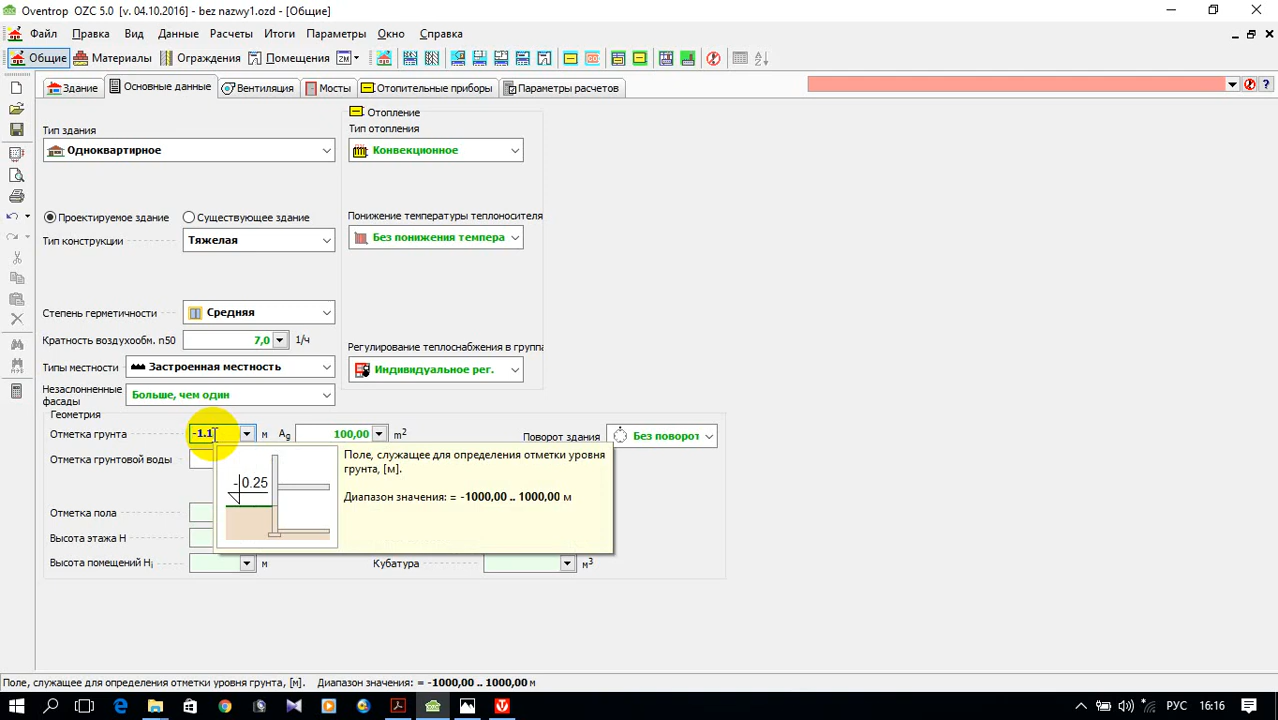 Oventrop OZC 5.0 [v. 04.10.2016] - bez nazwy1.ozd - [Общие]
Файл Правка Вид Данные Расчеты Итоги Параметры Окно Справка
Общие Материалы Ограждения Помещения 2м
Здание Основные данные Вентиляция Мосты Отопительные приборы Параметры расчетов
Отопление
Тип здания Тип отопления
Одноквартирное Конвекционное
Проектируемое здание Существующее здание Понижение температуры теплоносителя
Тип конструкции Тяжелая Без понижения темпера
Степень герметичности Средняя
Кратность воздухообм. n50 7,0 1/ч Регулирование теплоснабжения в групп
Типы местности Застроенная местность Индивидуальное рег.
Незаслоненные фасады Больше, чем один
Геометрия
Отметка грунта -1.1 м Ag 100,00 m2 Поворот здания Без поворот
Отметка грунтовой воды Поле, служащее для определения отметки уровня
грунта, [м].
-0.25
Диапазон значения: = -1000,00 .. 1000,00 м
Отметка пола
Высота этажа H
Высота помещений Hi м Кубатура м3
Поле, служащее для определения отметки уровня грунта, [м]. Диапазон значения: = -1000,00 .. 1000,00 м
РУС 16:16